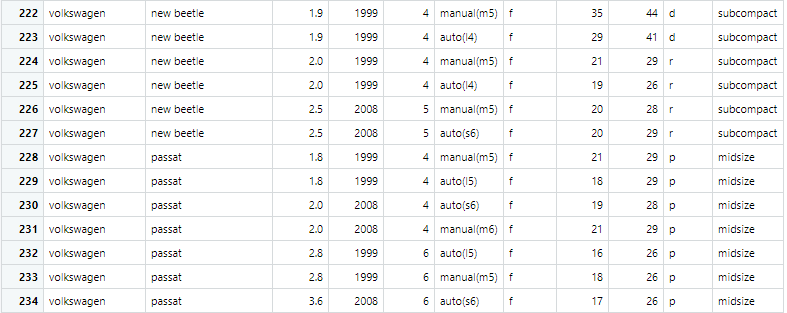 222 volkswagen new beetle 1.9 1999 4 manual(m5) f 35 44 d subcompact
223 volkswagen new beetle 1.9 1999 4 auto(l4) f 29 41 d subcompact
224 volkswagen new beetle 2.0 1999 4 manual(m5) f 21 29 r subcompact
225 volkswagen new beetle 2.0 1999 4 auto(l4) f 19 26 r subcompact
226 volkswagen new beetle 2.5 2008 5 manual(m5) f 20 28 r subcompact
227 volkswagen new beetle 2.5 2008 5 auto(s6) f 20 29 r subcompact
228 volkswagen passat 1.8 1999 4 manual(m5) f 21 29 p midsize
229 volkswagen passat 1.8 1999 4 auto(l5) f 18 29 p midsize
230 volkswagen passat 2.0 2008 4 auto(s6) f 19 28 p midsize
231 volkswagen passat 2.0 2008 4 manual(m6) f 21 29 p midsize
232 volkswagen passat 2.8 1999 6 auto(l5) f 16 26 p midsize
233 volkswagen passat 2.8 1999 6 manual(m5) f 18 26 p midsize
234 volkswagen passat 3.6 2008 6 auto(s6) f 17 26 p midsize